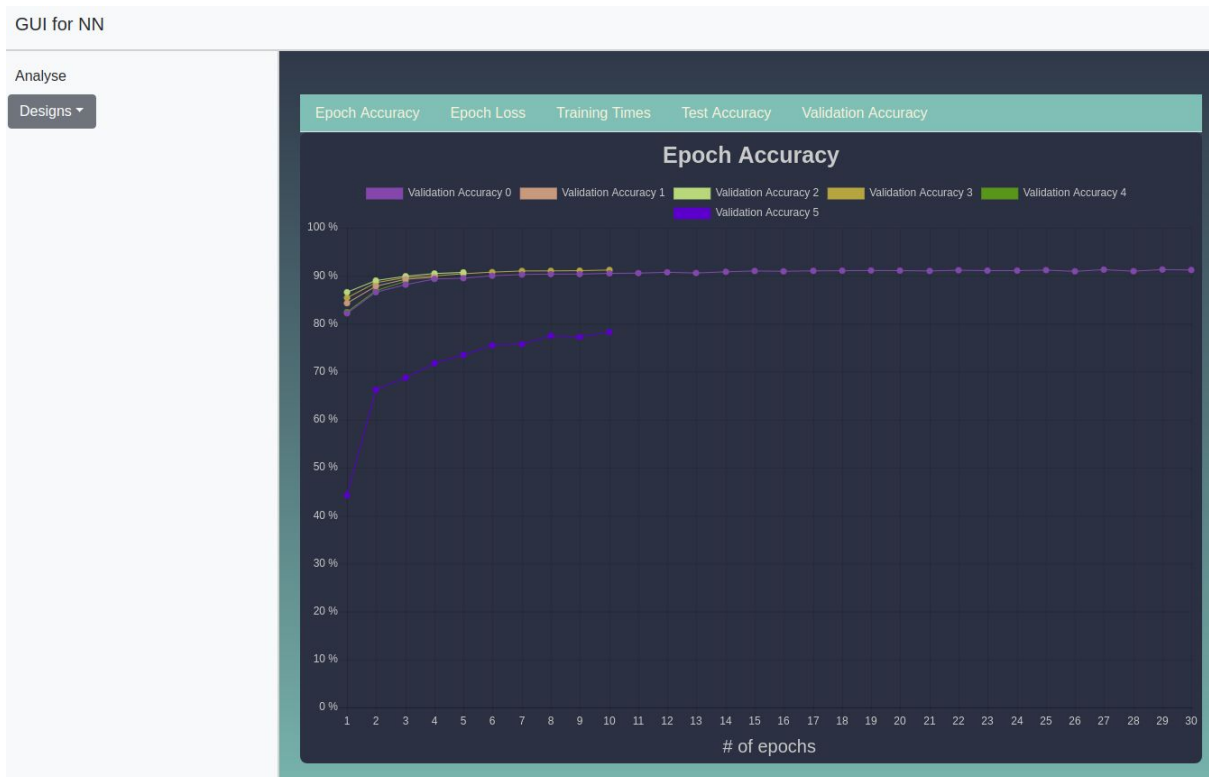 GUI for NN
Analyse
Designs
Epoch Accuracy Epoch Loss Training Times Test Accuracy Validation Accuracy
Epoch Accuracy
Validation Accuracy 0 Validation Accuracy 1 Validation Accuracy 2 Validation Accuracy 3 Validation Accuracy 4
Validation Accuracy 5
100 %
90 %
80 %
70 %
60 %
50 %
40 %
30 %
20 %
10 %
0 %
1 2 3 4 5 6 7 8 9 10 11 12 13 14 15 16 17 18 19 20 21 22 23 24 25 26 27 28 29 30
# of epochs